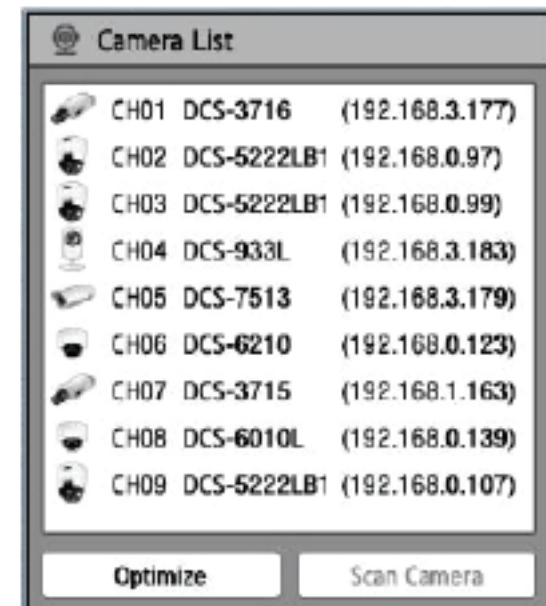 Camera List
CH01 DCS-3716 (192.168.3.177)
CH02 DCS-5222LB1 (192.168.0.97)
CH03 DCS-5222LB1 (192.168.0.99)
CH04 DCS-933L (192.168.3.183)
CH05 DCS-7513 (192.168.3.179)
CH06 DCS-6210 (192.168.0.123)
CH07 DCS-3715 (192.168.1.163)
CH08 DCS-6010L (192.168.0.139)
CH09 DCS-5222LB1 (192.168.0.107)
Optimize Scan Camera